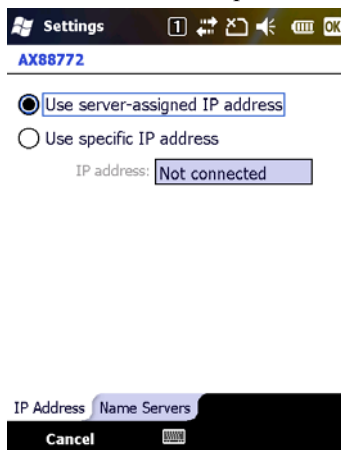 Settings 1 OK
AX88772
Use server-assigned IP address
Use specific IP address
IP address: Not connected
IP Address Name Servers
Cancel